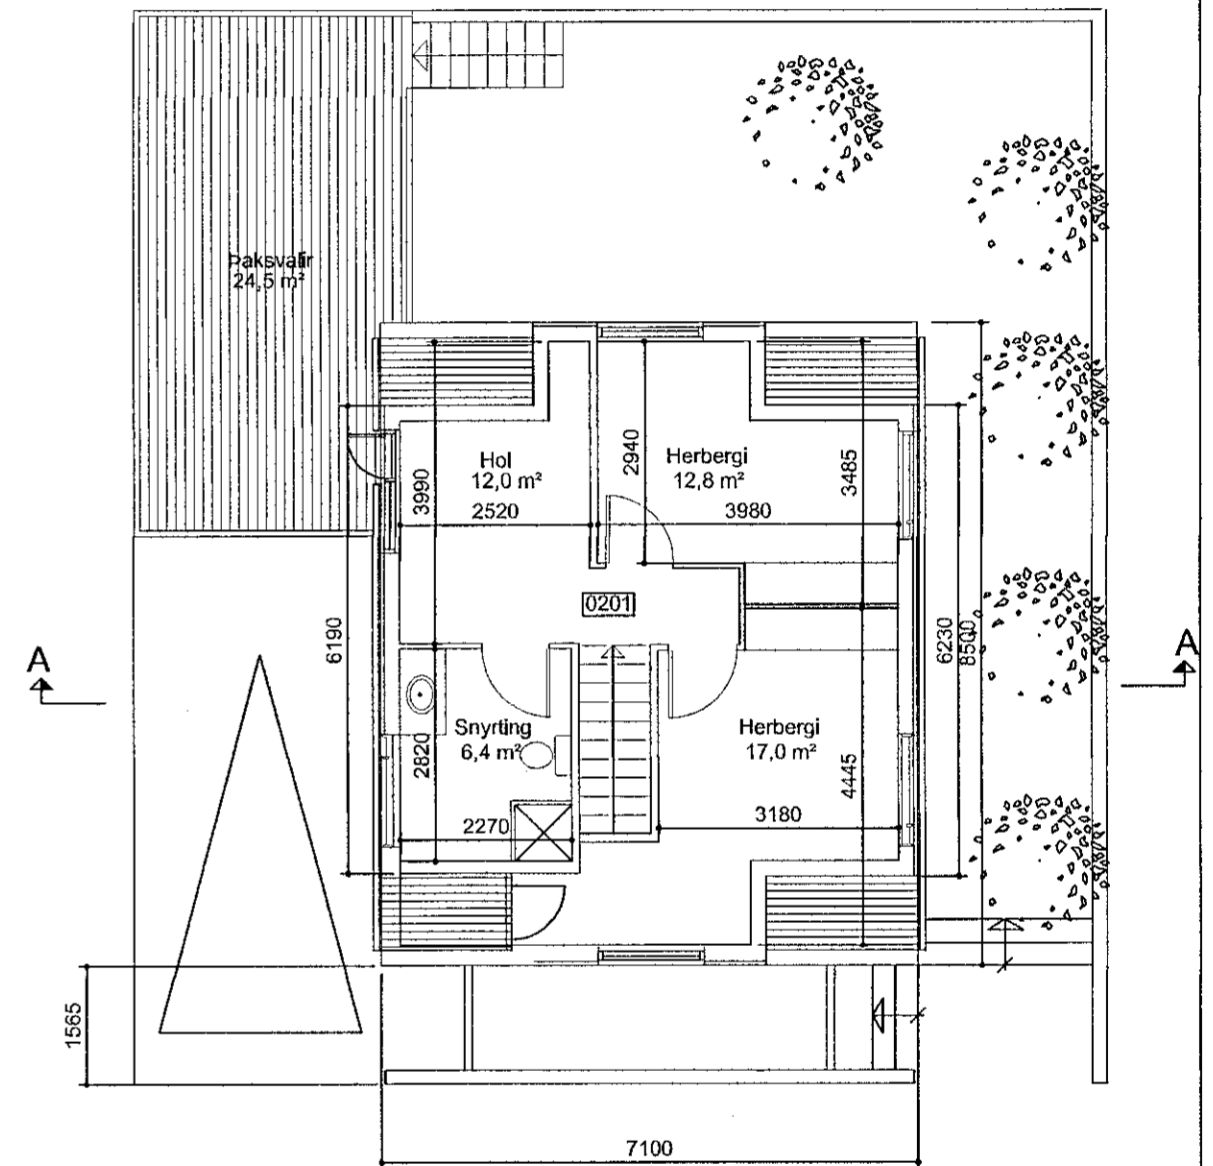 Þaksvalir
24,5 m²
Hol
12,0 m²
2520
3990
2940
Herbergi
12,8 m²
3980
3485
0201
6190
6230
8500
A
A
Snyrting
6,4 m²
2820
2270
Herbergi
17,0 m²
4445
3180
1565
7100